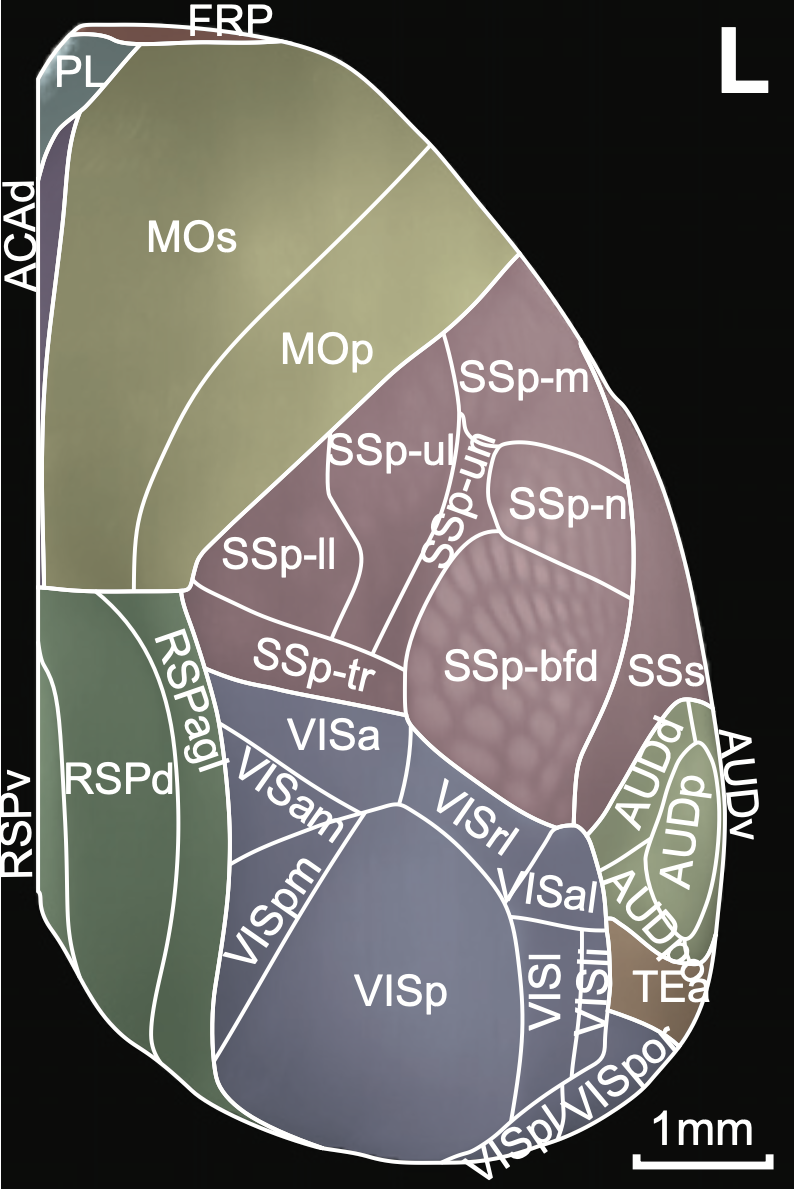 FRP
L
PL
ACAd
MOs
MOp
SSp-m
SSp-ul
SSp-un
SSp-n
SSp-ll
SSp-tr
SSp-bfd
SSs
RSPagl
VISa
RSPd
RSPv
VISam
VISrl
AUDd
AUDp
AUDv
VISal
AUDpo
VISpm
VISp
VISl
VISli
TEa
VISpor
VISpl
1mm